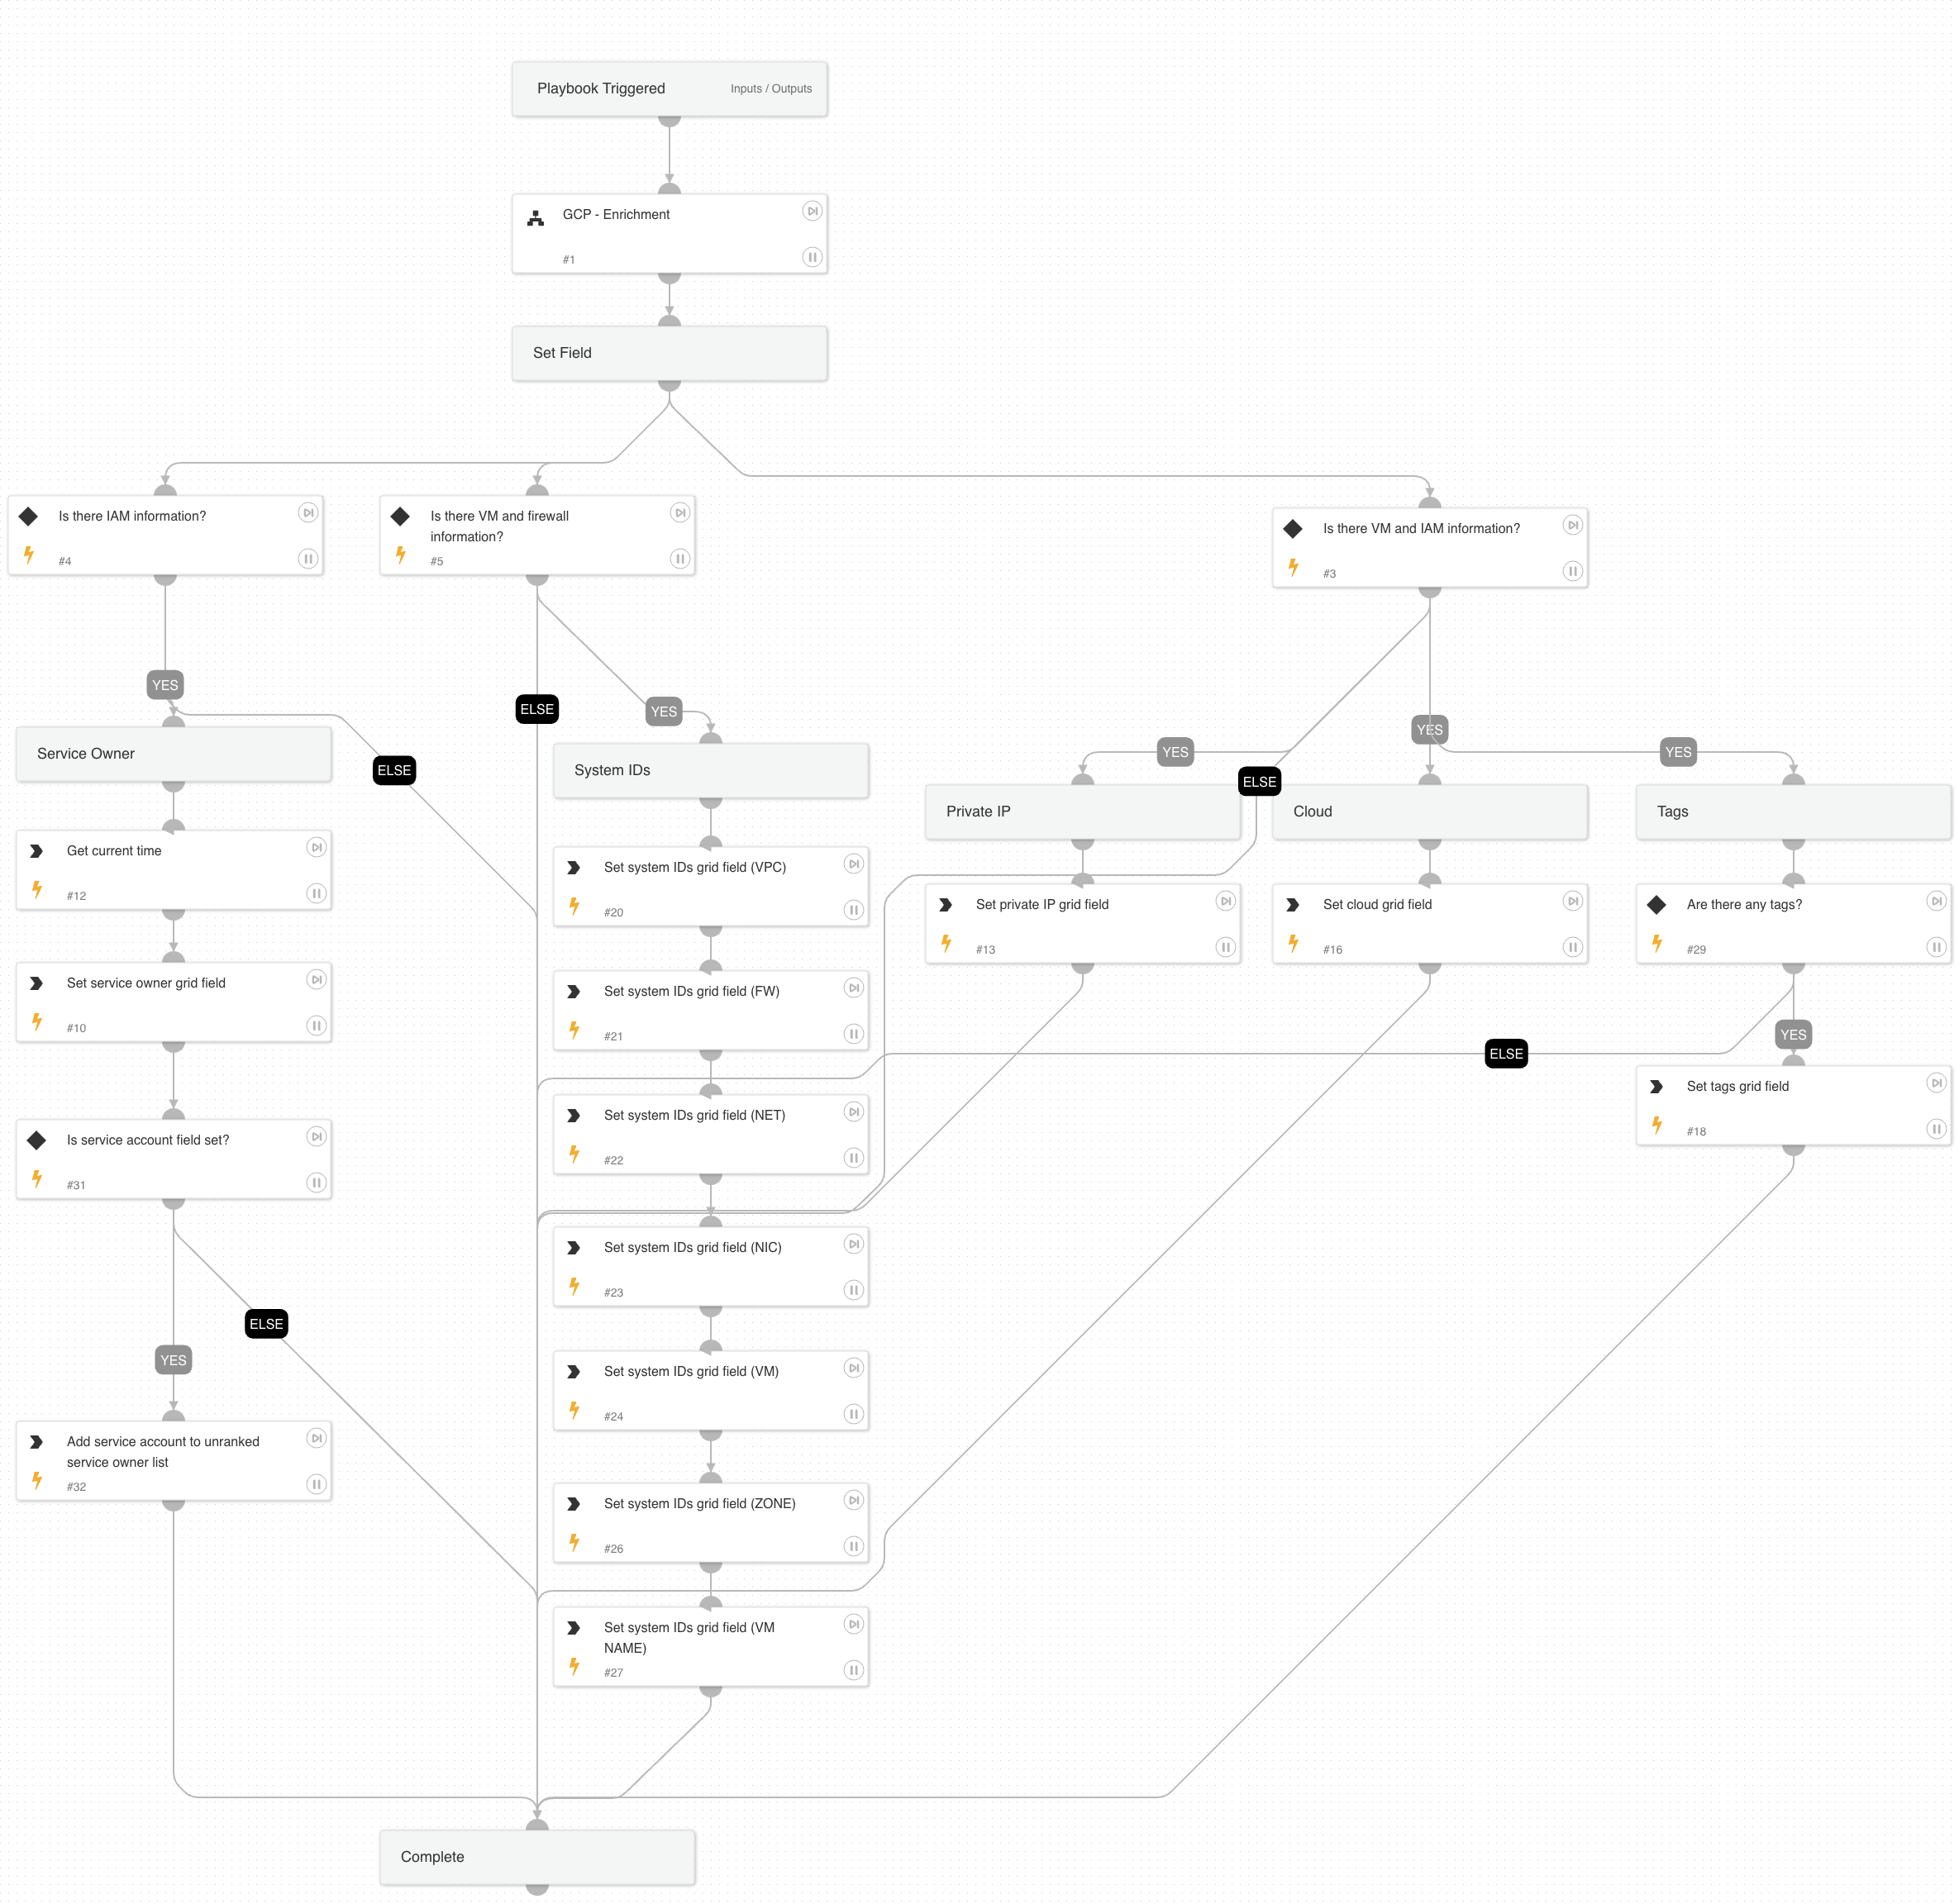 Playbook Triggered
Inputs / Outputs
GCP - Enrichment
#1
Set Field
Is there IAM information?
#4
Is there VM and firewall
information?
#5
Is there VM and IAM information?
#3
YES
ELSE
ELSE
YES
YES
ELSE
YES
YES
Service Owner
Get current time
#12
Set service owner grid field
#10
Is service account field set?
#31
ELSE
YES
Add service account to unranked
service owner list
#32
System IDs
Set system IDs grid field (VPC)
#20
Set system IDs grid field (FW)
#21
Set system IDs grid field (NET)
#22
Set system IDs grid field (NIC)
#23
Set system IDs grid field (VM)
#24
Set system IDs grid field (ZONE)
#26
Set system IDs grid field (VM
NAME)
#27
Private IP
Set private IP grid field
#13
Cloud
Set cloud grid field
#16
Tags
Are there any tags?
#29
ELSE
YES
Set tags grid field
#18
Complete